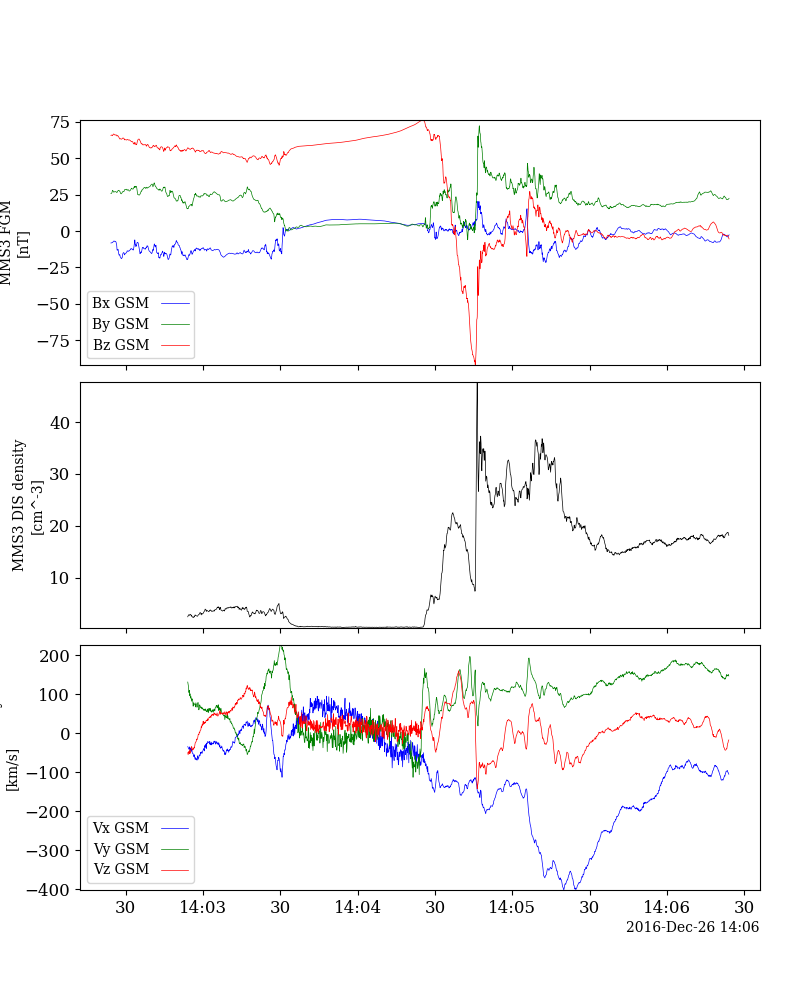 75
50
25
0
−25
−50
−75
MMS3 FGM
[nT]
Bx GSM
By GSM
Bz GSM
40
30
20
10
MMS3 DIS density
[cm^-3]
200
100
0
−100
−200
−300
−400
[km/s]
Vx GSM
Vy GSM
Vz GSM
30 14:03 30 14:04 30 14:05 30 14:06 30
2016-Dec-26 14:06